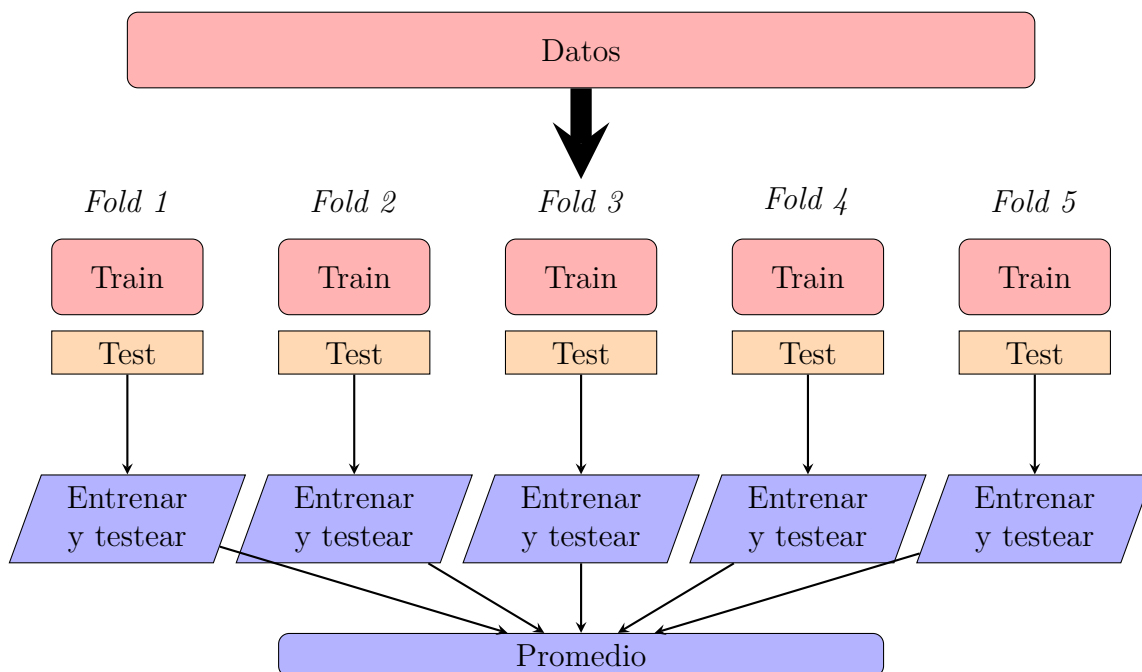 Datos
Fold 1 Fold 2 Fold 3 Fold 4 Fold 5
Train Train Train Train Train
Test Test Test Test Test
Entrenar Entrenar Entrenar Entrenar Entrenar
y testear y testear y testear y testear y testear
Promedio